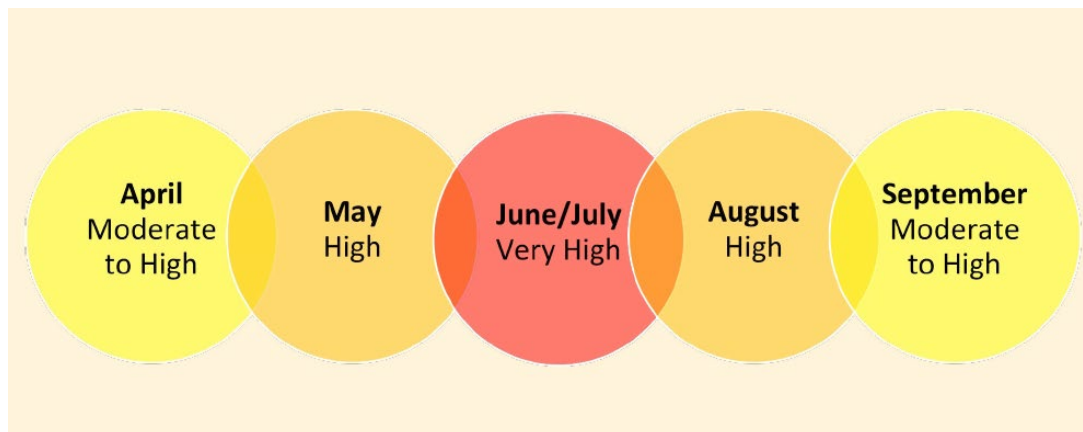 April
Moderate
to High
May
High
June/July
Very High
August
High
September
Moderate
to High